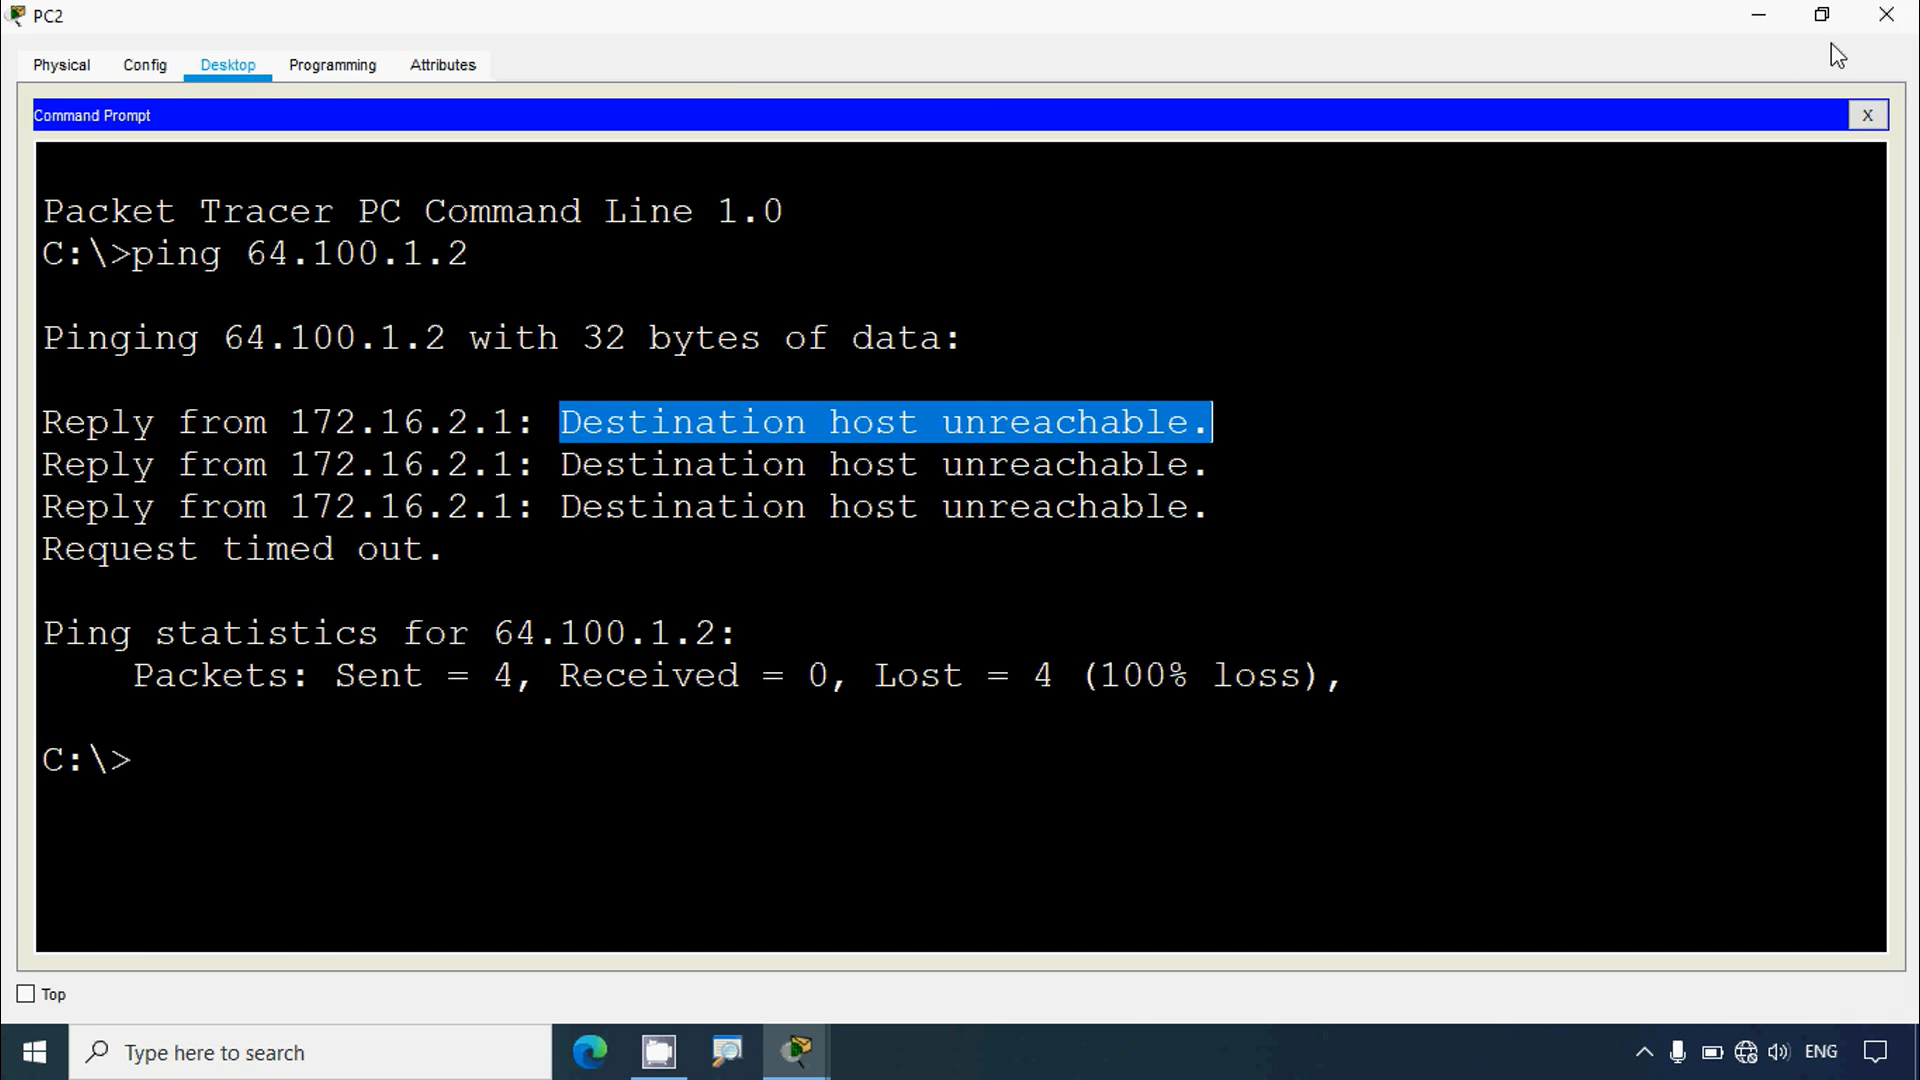 PC2
Physical Config Desktop Programming Attributes
Command Prompt X
Packet Tracer PC Command Line 1.0
C:\>ping 64.100.1.2
Pinging 64.100.1.2 with 32 bytes of data:
Reply from 172.16.2.1: Destination host unreachable.
Reply from 172.16.2.1: Destination host unreachable.
Reply from 172.16.2.1: Destination host unreachable.
Request timed out.
Ping statistics for 64.100.1.2:
Packets: Sent = 4, Received = 0, Lost = 4 (100% loss),
C:\>
Top
Type here to search
ENG